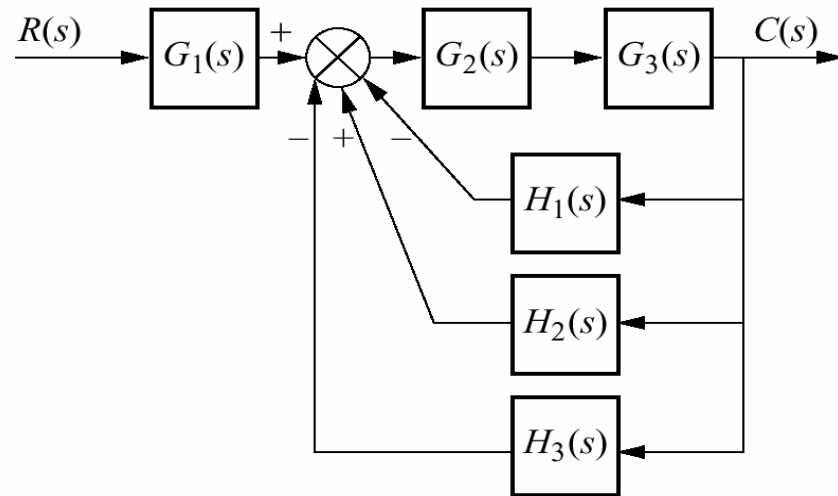 R(s) + C(s)
G₁(s) G₂(s) G₃(s)
− + −
H₁(s)
H₂(s)
H₃(s)